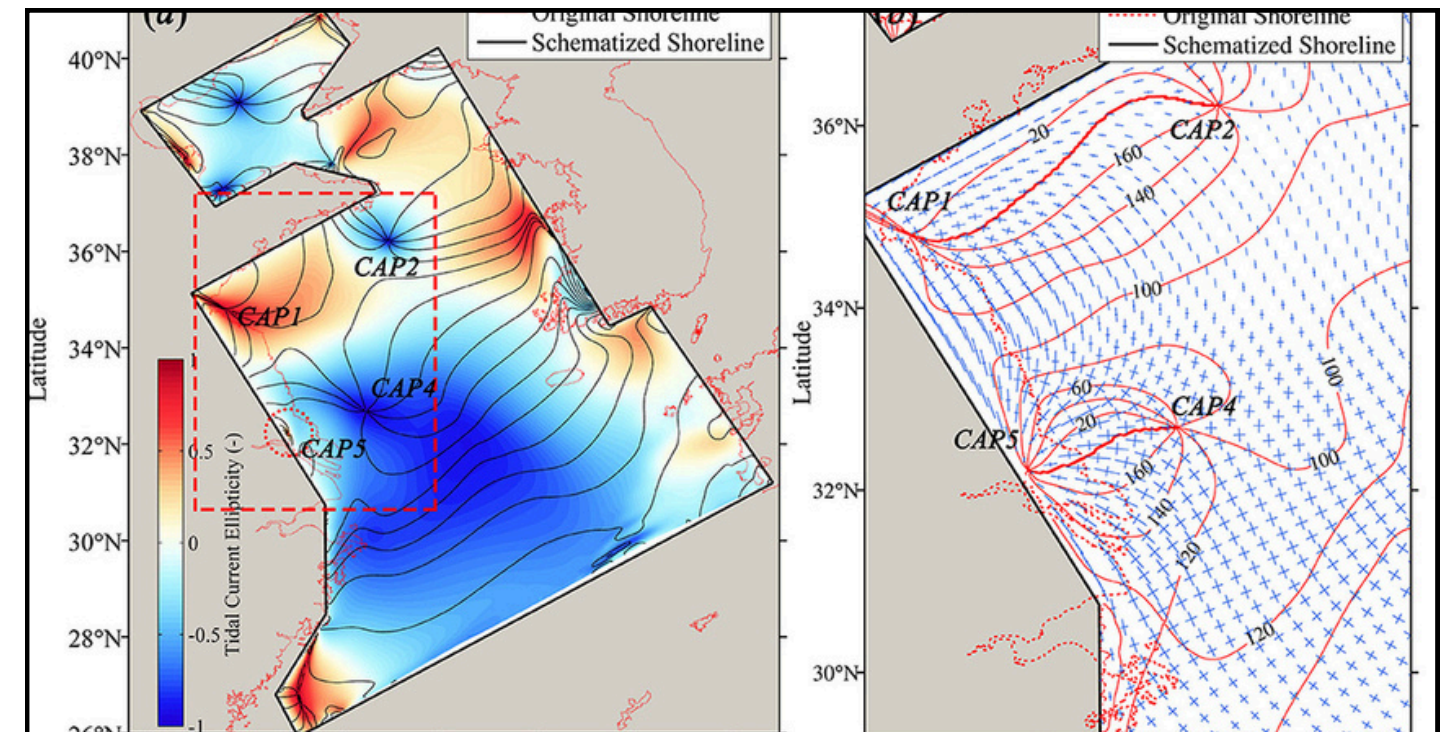 (a)
Original Shoreline
Schematized Shoreline
40°N
38°N
36°N
34°N
32°N
30°N
28°N
26°N
Latitude
CAP2
CAP1
CAP4
CAP5
0.5
0
-0.5
-1
Tidal Current Ellipticity (-)
Original Shoreline
Schematized Shoreline
36°N
34°N
32°N
30°N
Latitude
20
CAP2
160
140
CAP1
100
100
60
CAP4
20
CAP5
100
160
140
120
120